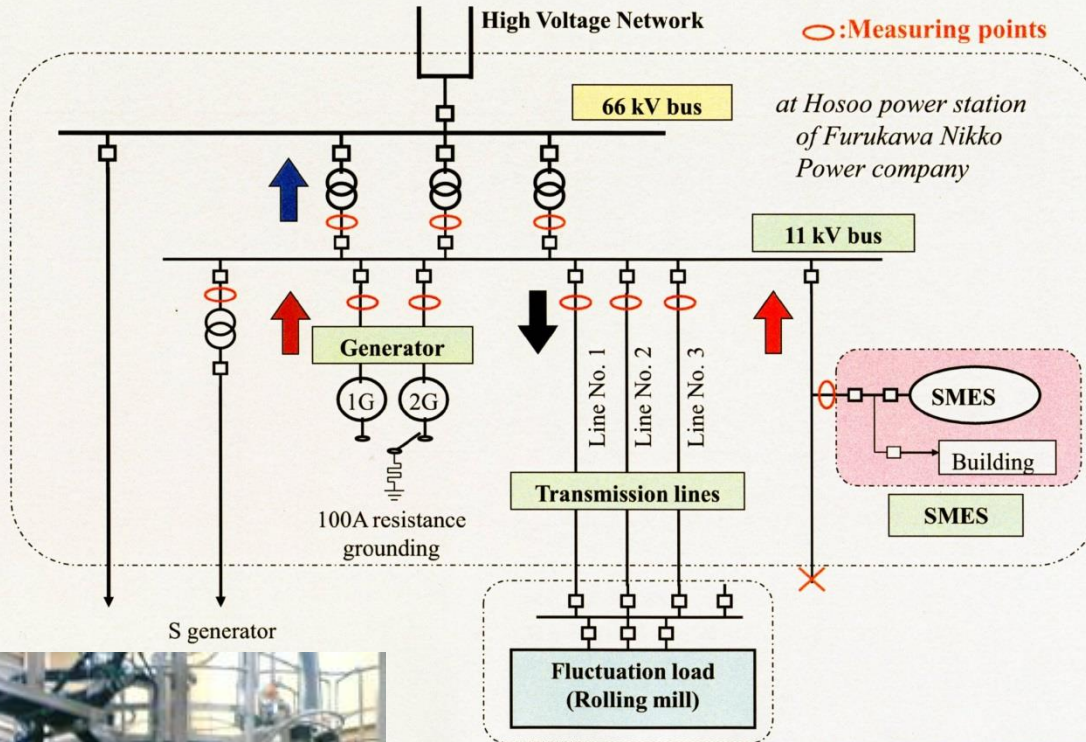 High Voltage Network
:Measuring points
66 kV bus
at Hosoo power station
of Furukawa Nikko
Power company
11 kV bus
Generator
1G
2G
Line No. 1
Line No. 2
Line No. 3
SMES
Building
SMES
100A resistance
grounding
Transmission lines
S generator
Fluctuation load
(Rolling mill)